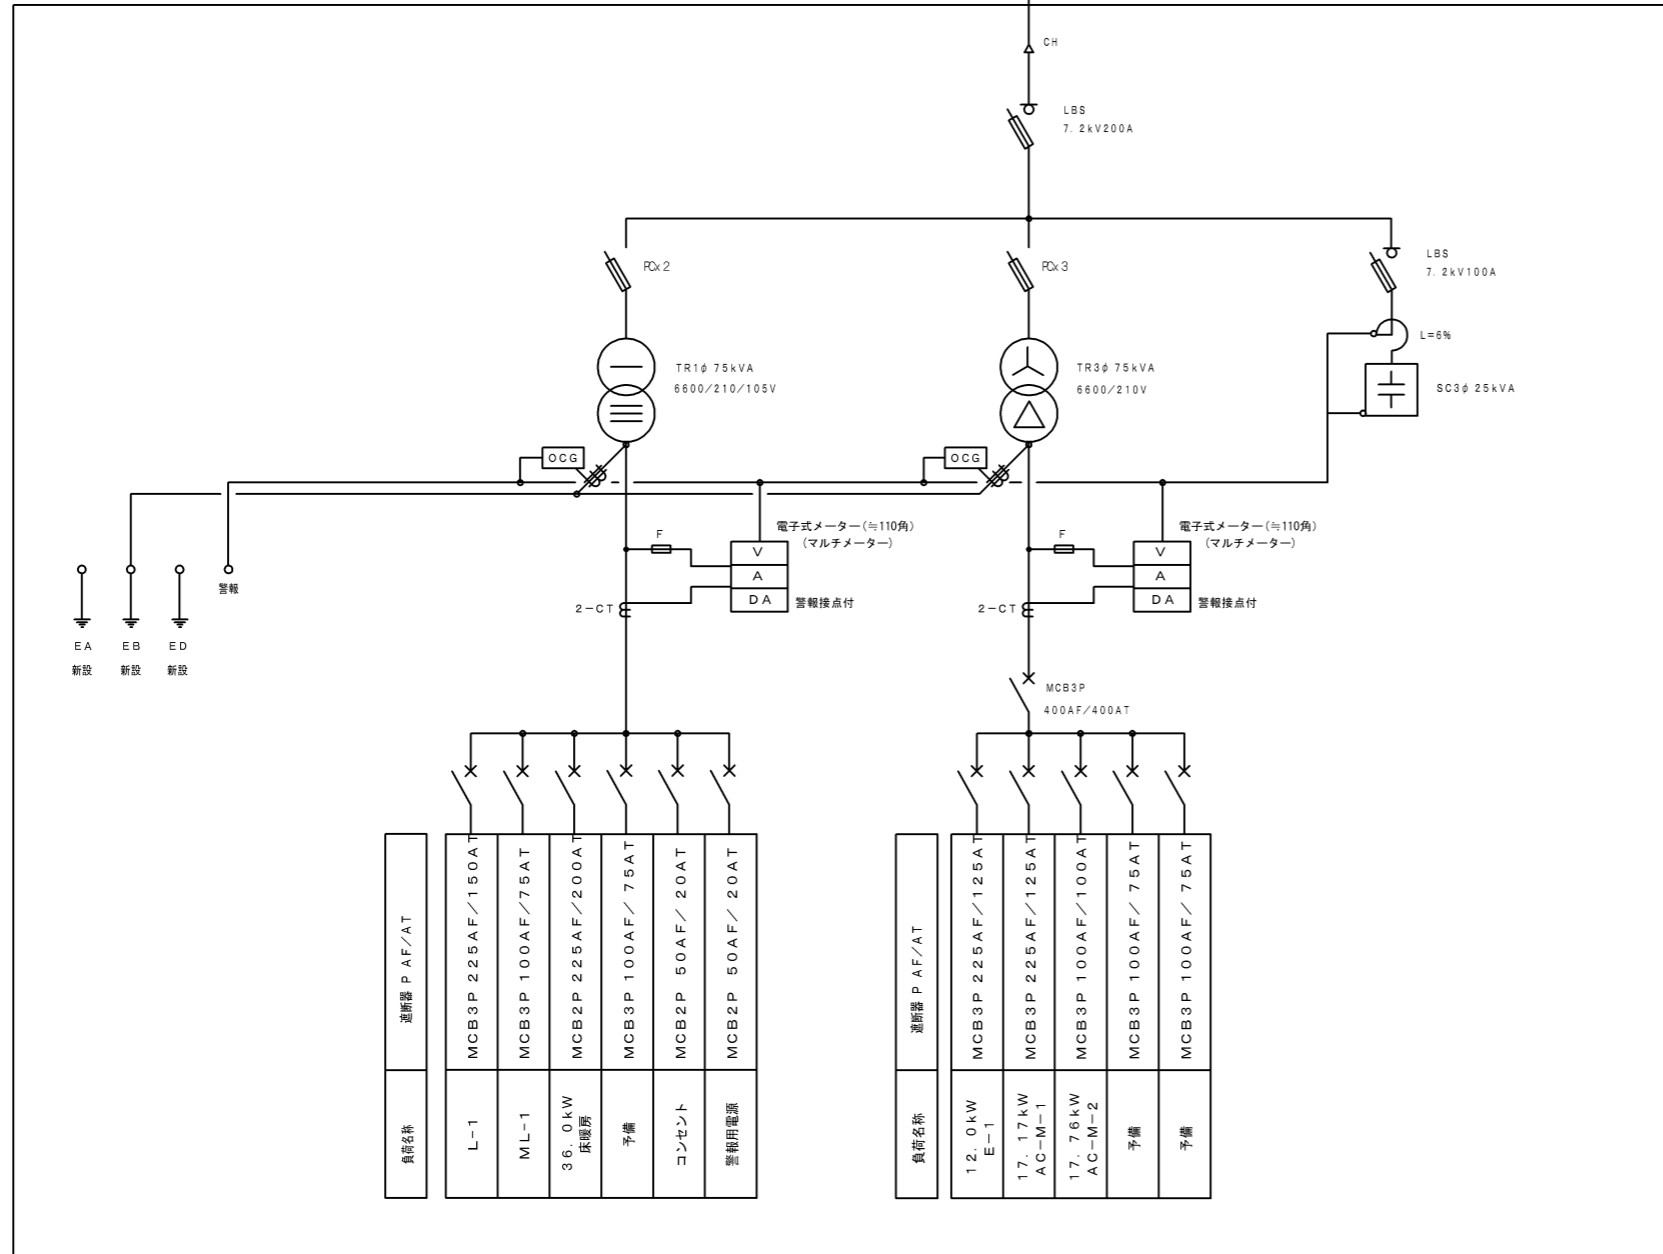 CH
LBS
7.2kV200A
PCx2
PCx3
LBS
7.2kV100A
L=6%
SC3φ 25kVA
TR1φ 75kVA
6600/210/105V
TR3φ 75kVA
6600/210V
OCG
OCG
電子式メーター(≒110角)
(マルチメーター)
F
V
A
DA
警報接点付
2-CT
電子式メーター(≒110角)
(マルチメーター)
F
V
A
DA
警報接点付
2-CT
警報
EA
新設
EB
新設
ED
新設
MCB3P
400AF/400AT
遮断器 P AF/AT
MCB3P 225AF/150AT
MCB3P 100AF/75AT
MCB2P 225AF/200AT
MCB3P 100AF/ 75AT
MCB2P 50AF/ 20AT
MCB2P 50AF/ 20AT
負荷名称
L-1
ML-1
36.0kW
床暖房
予備
コンセント
警報用電源
遮断器 P AF/AT
MCB3P 225AF/125AT
MCB3P 225AF/125AT
MCB3P 100AF/100AT
MCB3P 100AF/ 75AT
MCB3P 100AF/ 75AT
負荷名称
12.0kW
E-1
17.17kW
AC-M-1
17.76kW
AC-M-2
予備
予備